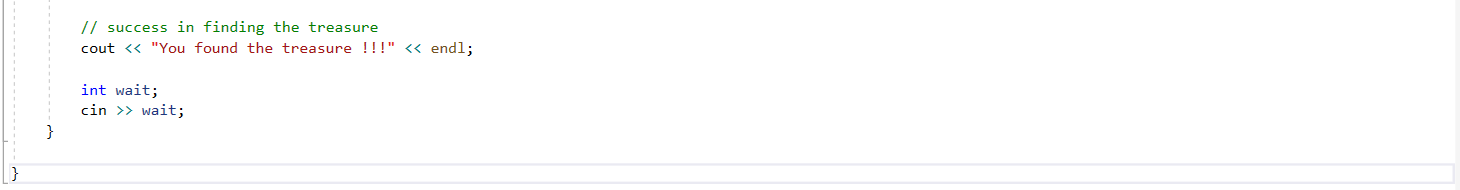 // success in finding the treasure
cout << "You found the treasure !!!" << endl;
int wait;
cin >> wait;
}
}